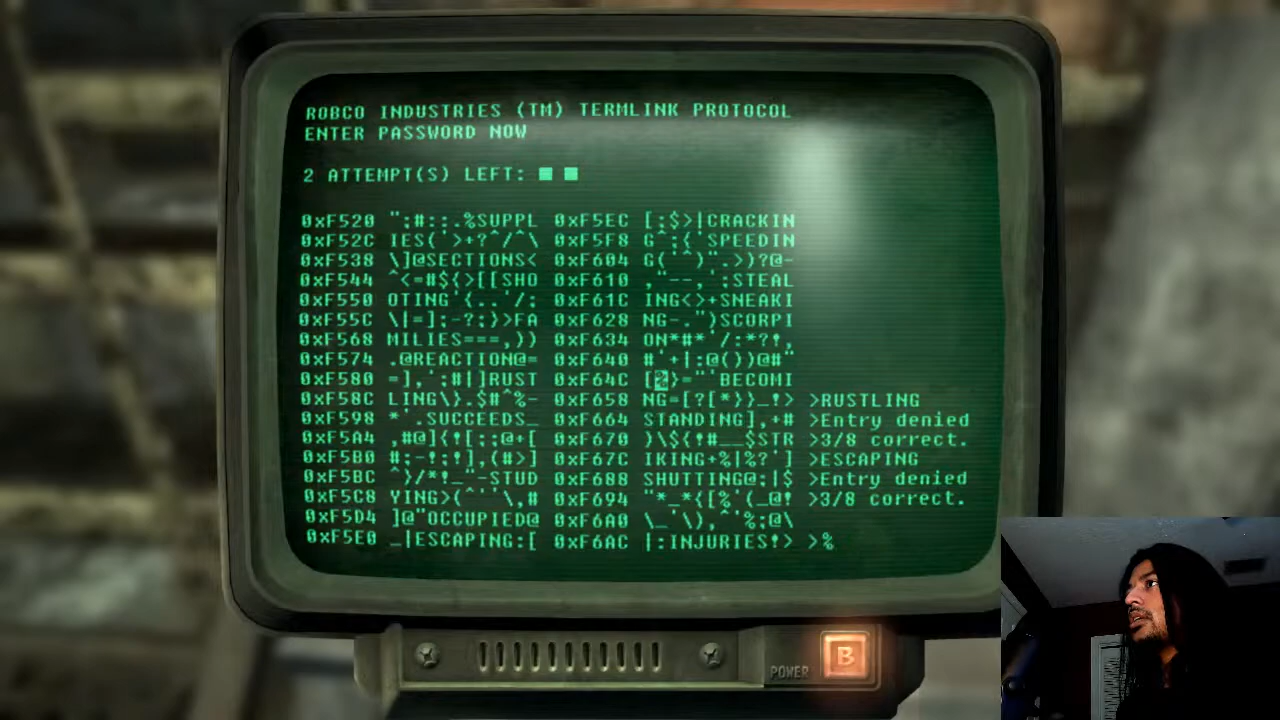 ROBCO INDUSTRIES (TM) TERMLINK PROTOCOL
ENTER PASSWORD NOW
2 ATTEMPT(S) LEFT: ■ ■
0xF520 ";#::.%SUPPL 0xF5EC [:$>|CRACKIN
0xF52C IES('>+?^/^\ 0xF5F8 G^;{'SPEEDIN
0xF538 \]@SECTIONS< 0xF604 G('^)".>)?@-
0xF544 ^<=#${>[[SHO 0xF610 ,"--,';STEAL
0xF550 OTING'{..'/; 0xF61C ING<>+SNEAKI
0xF55C \|=];-?;}>FA 0xF628 NG-.")SCORPI
0xF568 MILIES===,)) 0xF634 ON*#*'/:*?!,
0xF574 .@REACTION@= 0xF640 #'+|:@())@#"
0xF580 =],';#|]RUST 0xF64C [%}="'BECOMI
0xF58C LING\}.$#^%- 0xF658 NG=[?[*}}_!> >RUSTLING
0xF598 *'.SUCCEEDS_ 0xF664 STANDING],+# >Entry denied
0xF5A4 ,#@]{![:;@+[ 0xF670 )\${!#__$STR >3/8 correct.
0xF5B0 #;-!;!],(#>] 0xF67C IKING+%|%?'] >ESCAPING
0xF5BC ^}/*!_"-STUD 0xF688 SHUTTING@;|$ >Entry denied
0xF5C8 YING>(^''\,# 0xF694 "*_*{[%'(_@! >3/8 correct.
0xF5D4 ]@"OCCUPIED@ 0xF6A0 \_'\),^'%;@\
0xF5E0 _|ESCAPING:[ 0xF6AC |:INJURIES!> >%
POWER
B